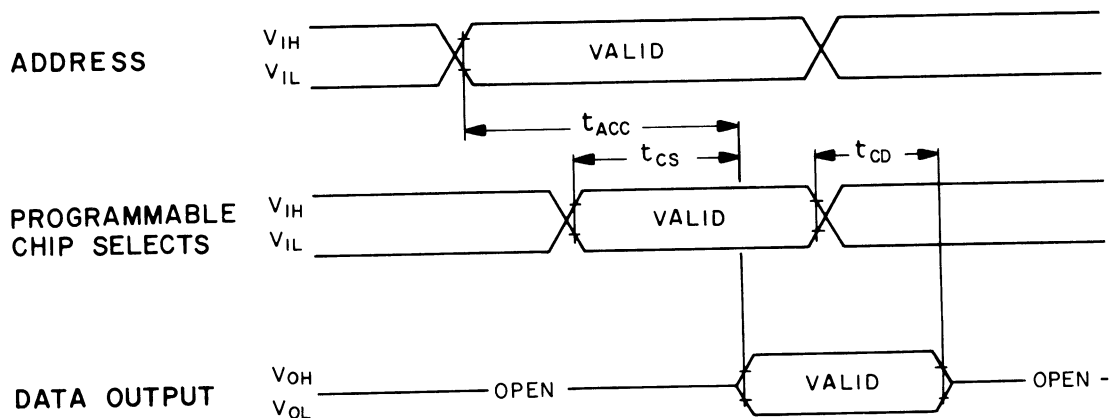 ADDRESS
VIH
VIL
VALID
tACC
tCS
tCD
PROGRAMMABLE
CHIP SELECTS
VIH
VIL
VALID
DATA OUTPUT
VOH
VOL
OPEN
VALID
OPEN